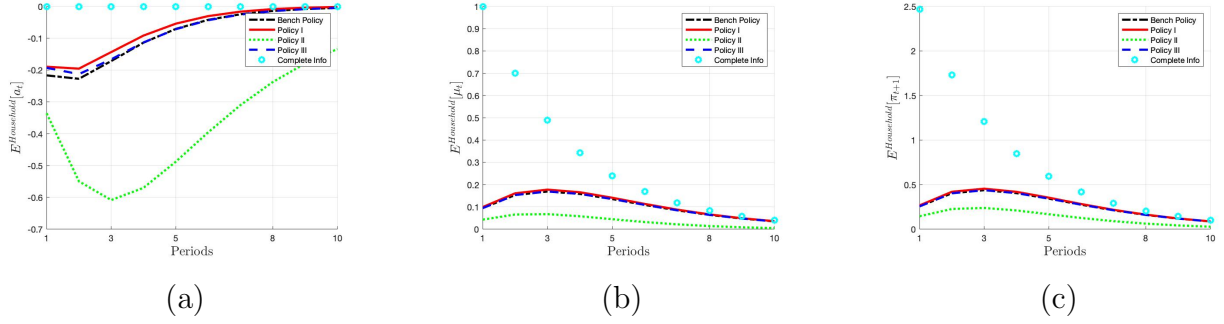 0
-0.1
-0.2
-0.3
-0.4
-0.5
-0.6
-0.7
1
3
5
8
10
E^{Household}[a_t]
Periods
Bench Policy
Policy I
Policy II
Policy III
Complete Info
(a)
1
0.9
0.8
0.7
0.6
0.5
0.4
0.3
0.2
0.1
0
1
3
5
8
10
E^{Household}[μ_t]
Periods
Bench Policy
Policy I
Policy II
Policy III
Complete Info
(b)
2.5
2
1.5
1
0.5
0
1
3
5
8
10
E^{Household}[π_{t+1}]
Periods
Bench Policy
Policy I
Policy II
Policy III
Complete Info
(c)